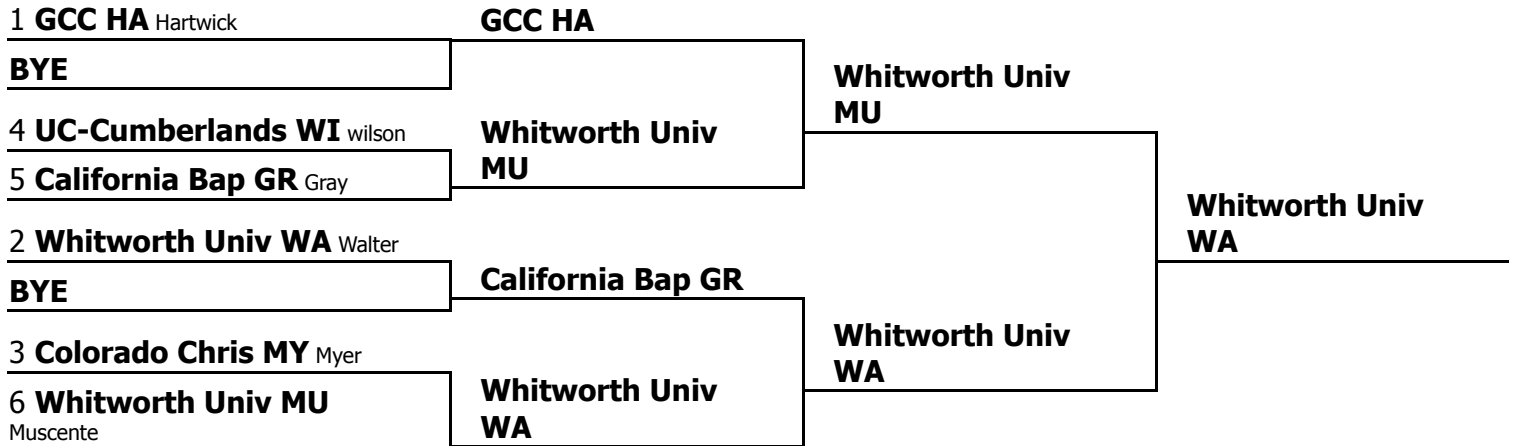 1 GCC HA Hartwick
BYE
4 UC-Cumberlands WI wilson
5 California Bap GR Gray
2 Whitworth Univ WA Walter
BYE
3 Colorado Chris MY Myer
6 Whitworth Univ MU
Muscente
GCC HA
Whitworth Univ
MU
California Bap GR
Whitworth Univ
WA
Whitworth Univ
MU
Whitworth Univ
WA
Whitworth Univ
WA